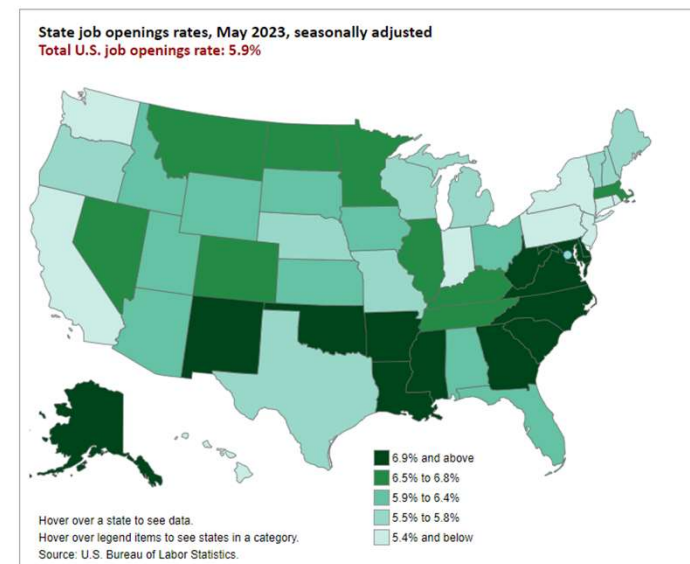 State job openings rates, May 2023, seasonally adjusted
Total U.S. job openings rate: 5.9%
6.9% and above
6.5% to 6.8%
5.9% to 6.4%
5.5% to 5.8%
5.4% and below
Hover over a state to see data.
Hover over legend items to see states in a category.
Source: U.S. Bureau of Labor Statistics.